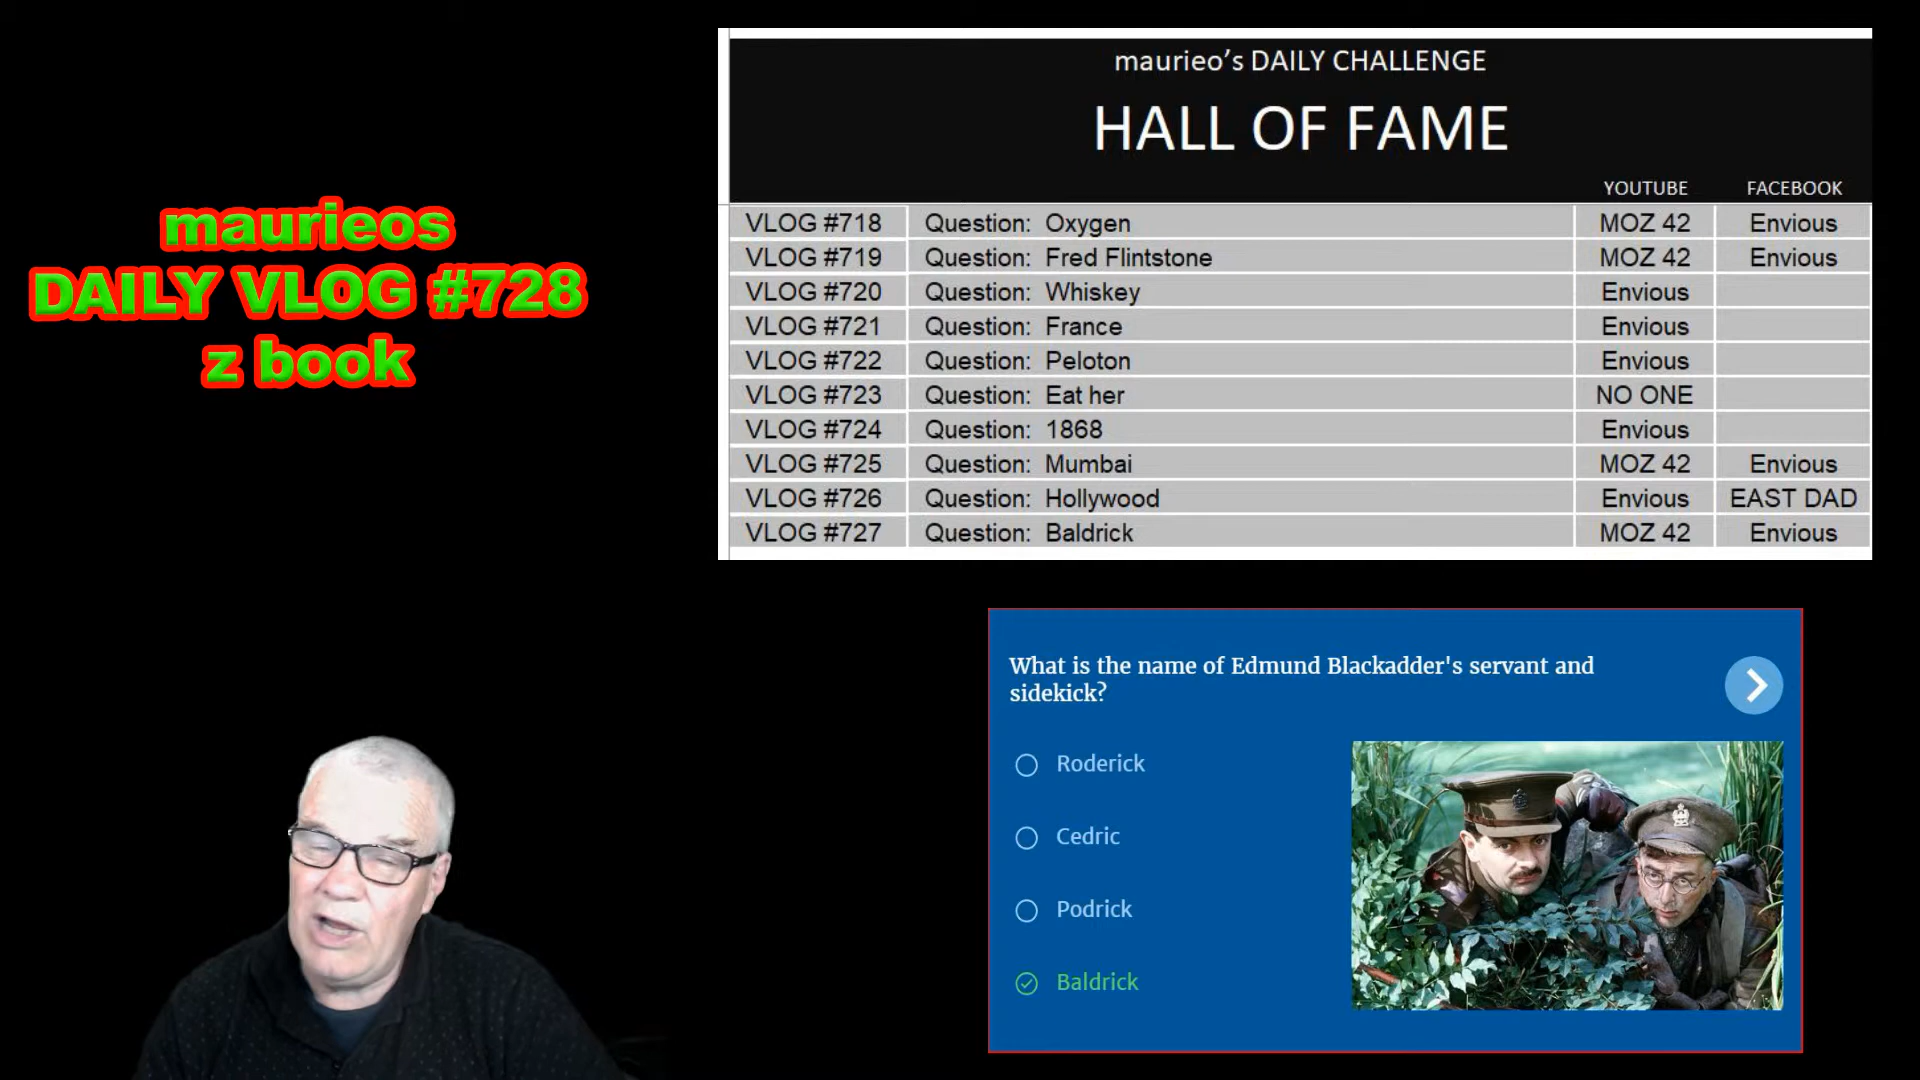 maurieos
DAILY VLOG #728
z book
maurieo’s DAILY CHALLENGE
HALL OF FAME
YOUTUBE FACEBOOK
VLOG #718 Question: Oxygen MOZ 42 Envious
VLOG #719 Question: Fred Flintstone MOZ 42 Envious
VLOG #720 Question: Whiskey Envious
VLOG #721 Question: France Envious
VLOG #722 Question: Peloton Envious
VLOG #723 Question: Eat her NO ONE
VLOG #724 Question: 1868 Envious
VLOG #725 Question: Mumbai MOZ 42 Envious
VLOG #726 Question: Hollywood Envious EAST DAD
VLOG #727 Question: Baldrick MOZ 42 Envious
What is the name of Edmund Blackadder's servant and
sidekick?
Roderick
Cedric
Podrick
Baldrick